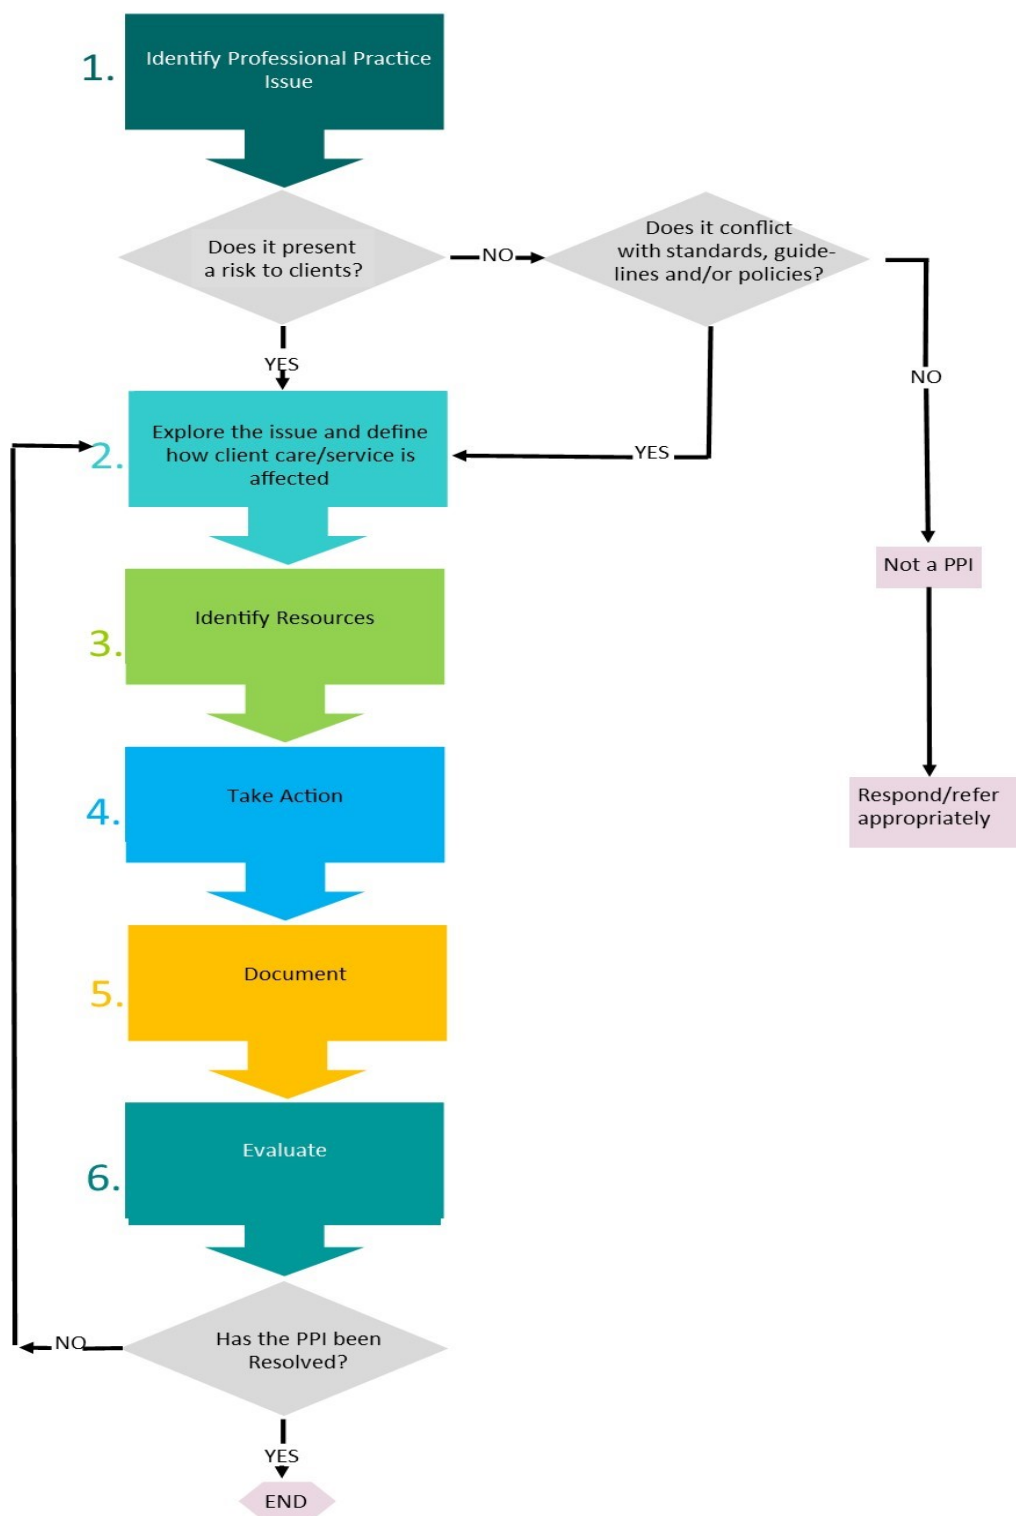 1.
Identify Professional Practice
Issue
Does it present
a risk to clients?
NO
Does it conflict
with standards, guide-
lines and/or policies?
YES
NO
2.
Explore the issue and define
how client care/service is
affected
YES
Not a PPI
3.
Identify Resources
Respond/refer
appropriately
4.
Take Action
5.
Document
6.
Evaluate
Has the PPI been
Resolved?
NO
YES
END